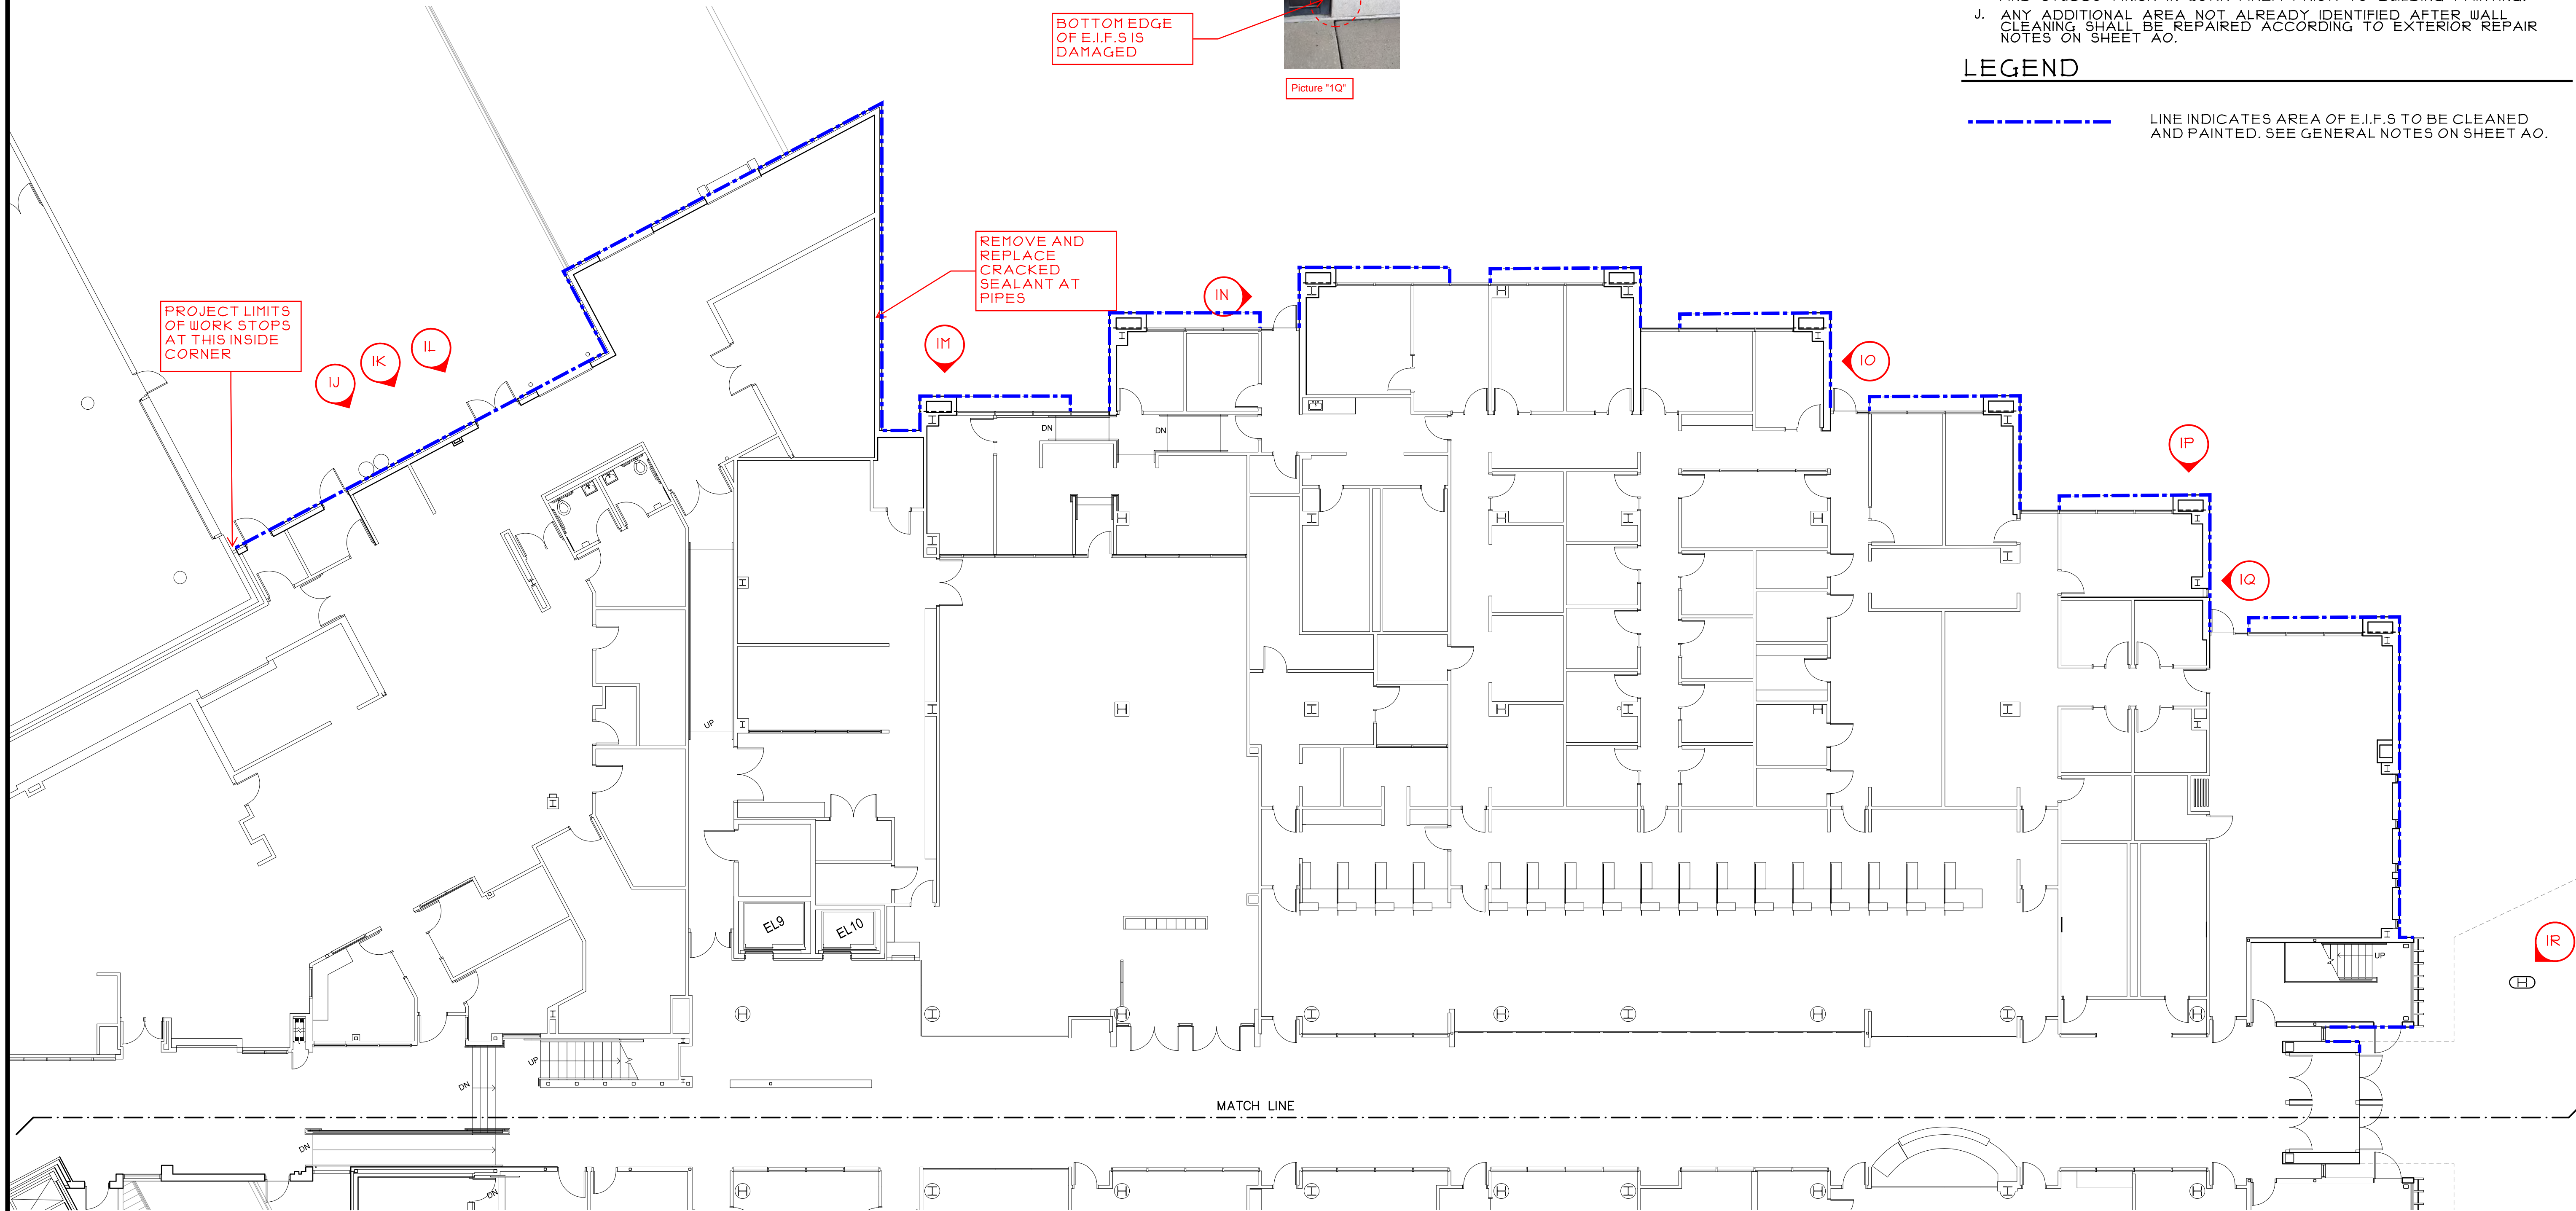 BOTTOM EDGE
OF E.I.F.S IS
DAMAGED
Picture "1Q"
J. ANY ADDITIONAL AREA NOT ALREADY IDENTIFIED AFTER WALL
CLEANING SHALL BE REPAIRED ACCORDING TO EXTERIOR REPAIR
NOTES ON SHEET A0.
LEGEND
LINE INDICATES AREA OF E.I.F.S TO BE CLEANED
AND PAINTED. SEE GENERAL NOTES ON SHEET A0.
REMOVE AND
REPLACE
CRACKED
SEALANT AT
PIPES
PROJECT LIMITS
OF WORK STOPS
AT THIS INSIDE
CORNER
1J
1K
1L
1M
1N
1O
1P
1Q
1R
DN
DN
UP
EL9
EL10
UP
UP
DN
MATCH LINE
DN
DN